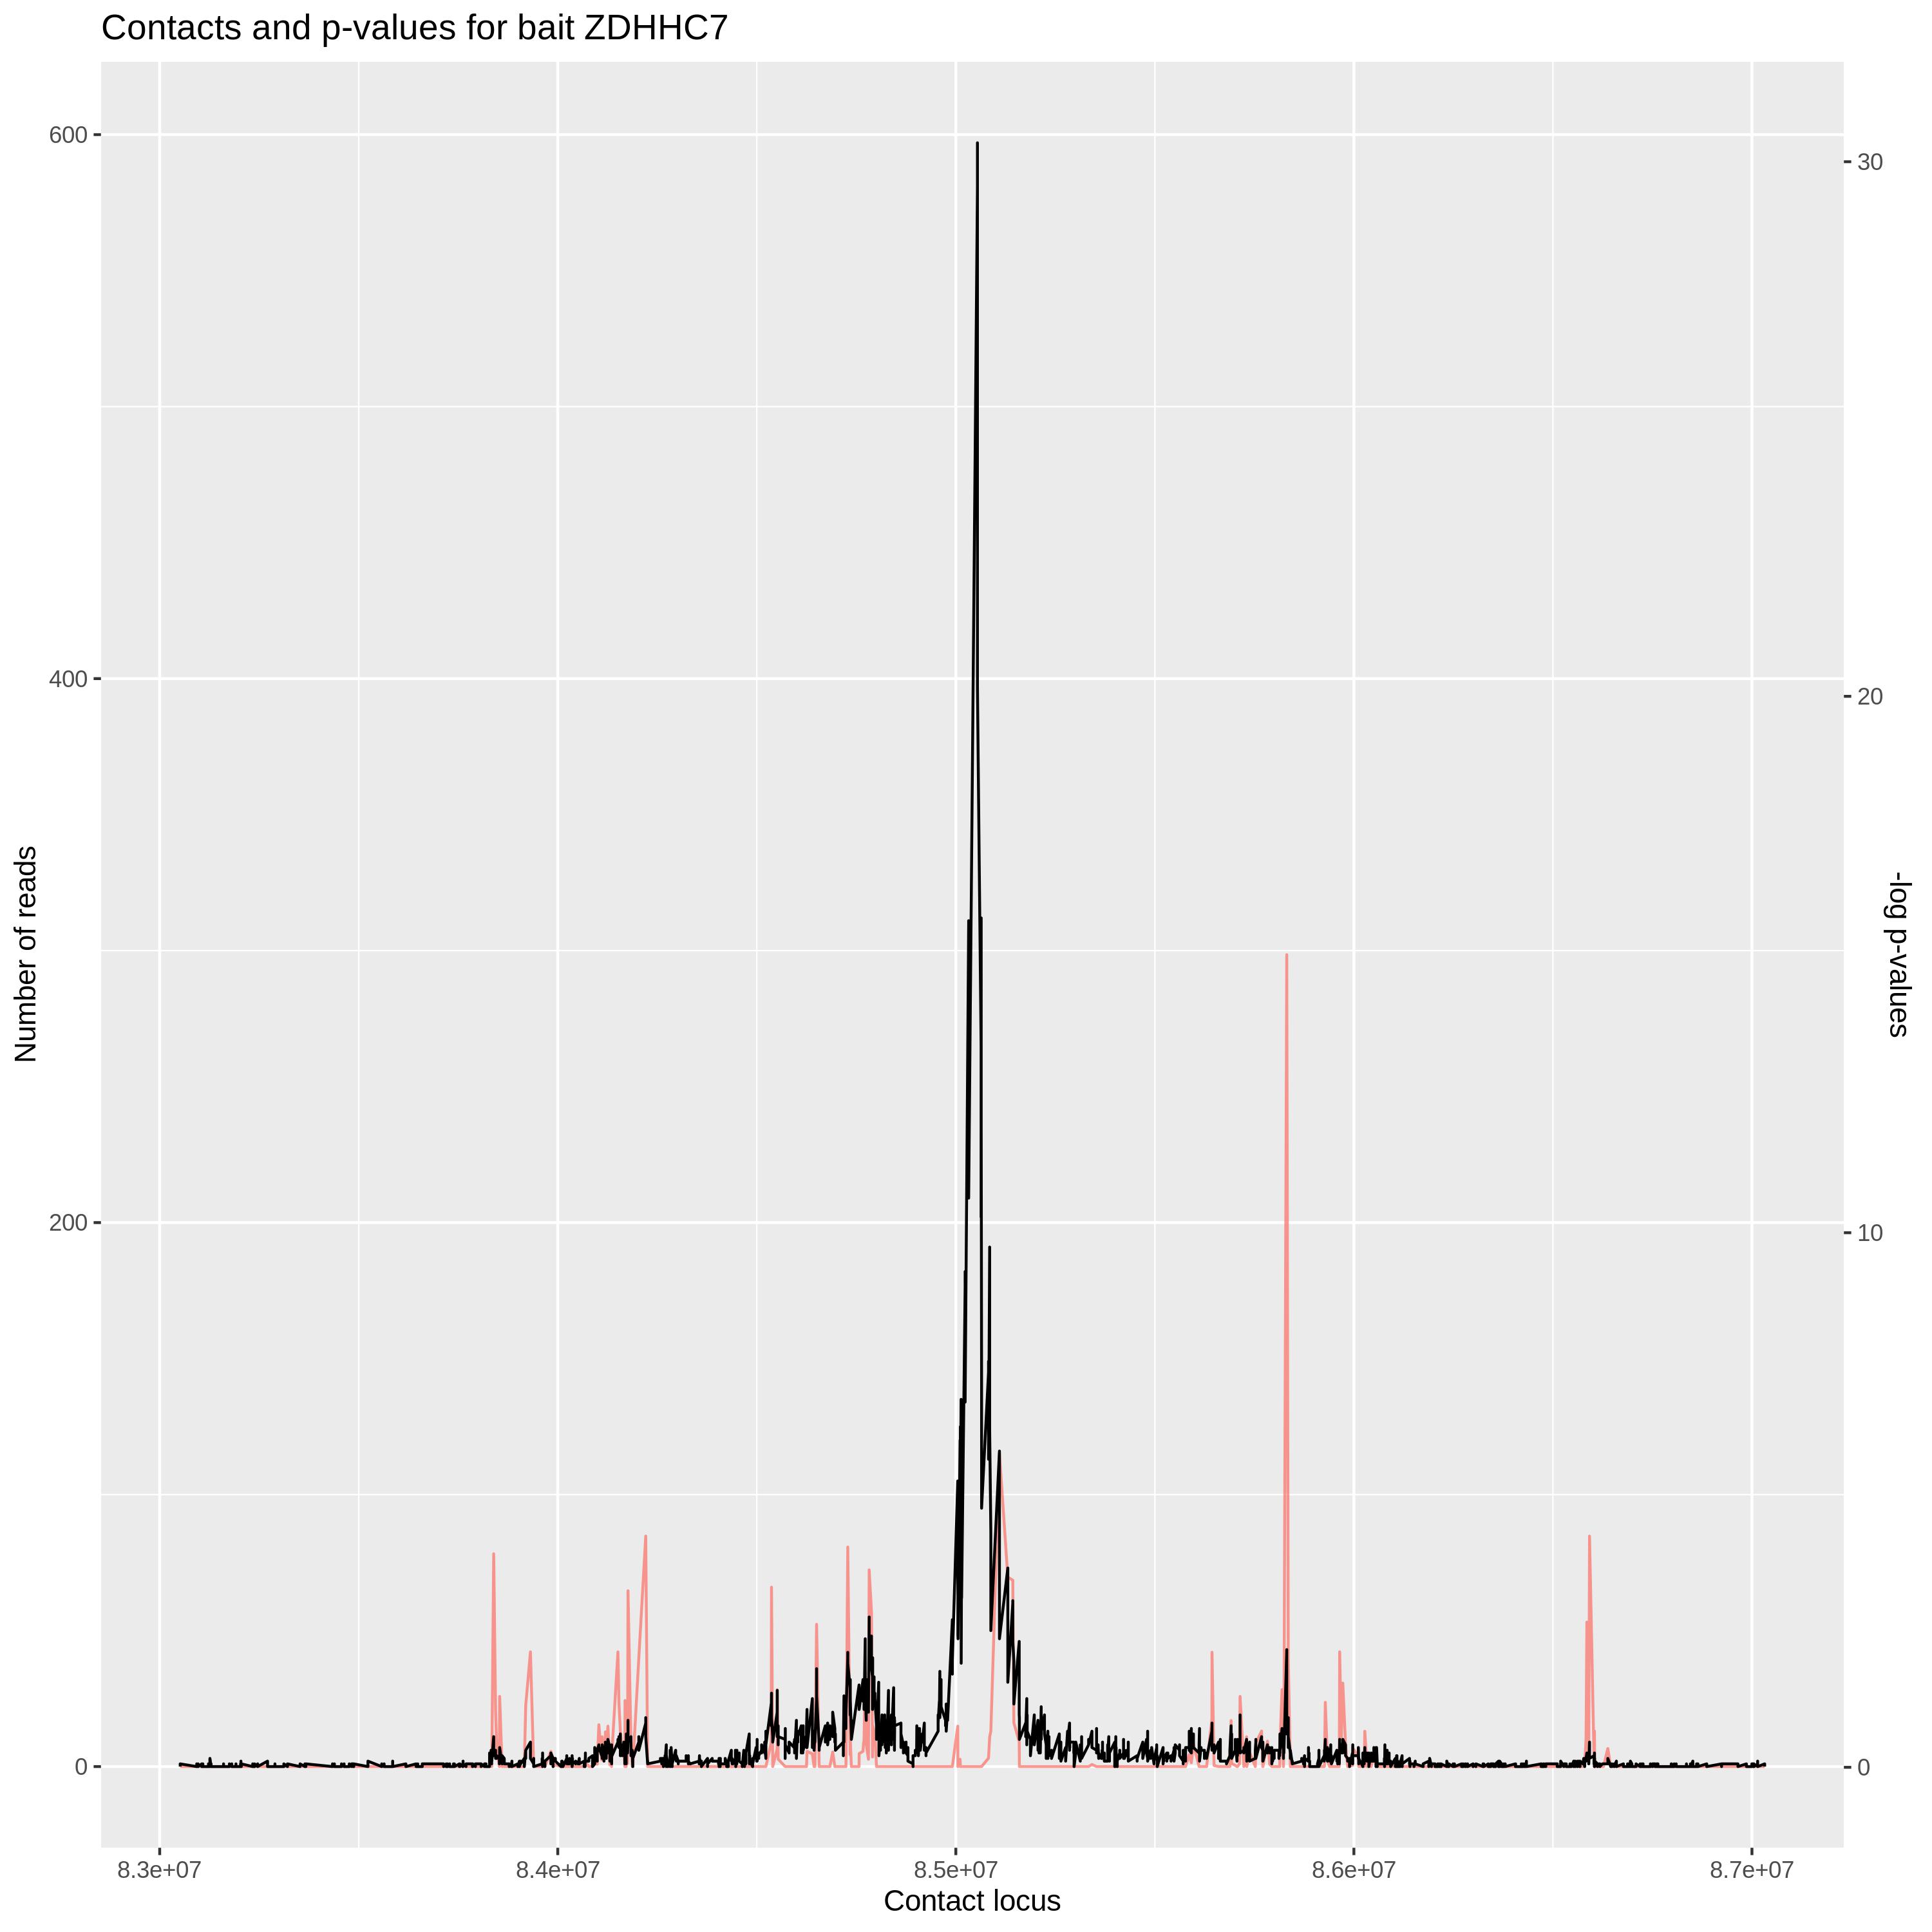 Contacts and p-values for bait ZDHHC7
600
400
200
0
30
20
10
0
Number of reads
-log p-values
8.3e+07 8.4e+07 8.5e+07 8.6e+07 8.7e+07
Contact locus